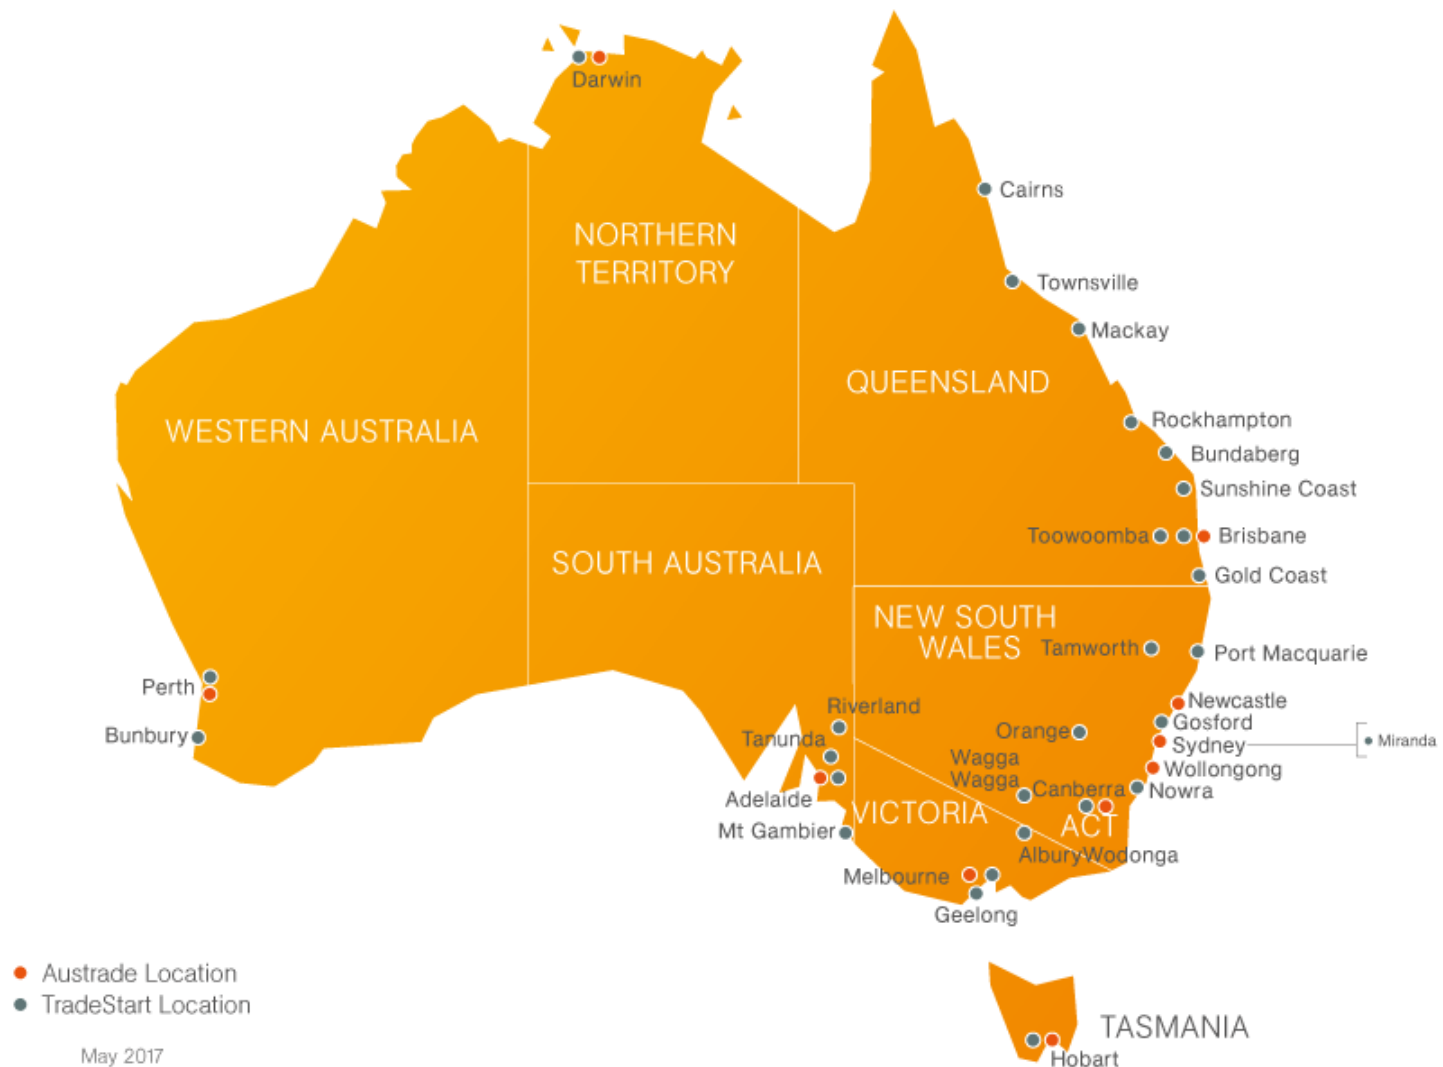 Darwin
Cairns
NORTHERN
TERRITORY
Townsville
Mackay
QUEENSLAND
WESTERN AUSTRALIA
Rockhampton
Bundaberg
Sunshine Coast
Toowoomba
Brisbane
SOUTH AUSTRALIA
Gold Coast
NEW SOUTH
WALES
Tamworth
Port Macquarie
Perth
Newcastle
Riverland
Gosford
Bunbury
Tanunda
Orange
Sydney
Miranda
Wagga
Wagga
Wollongong
Canberra
Nowra
Adelaide
VICTORIA
ACT
Mt Gambier
AlburyWodonga
Melbourne
Geelong
Austrade Location
TradeStart Location
TASMANIA
May 2017
Hobart